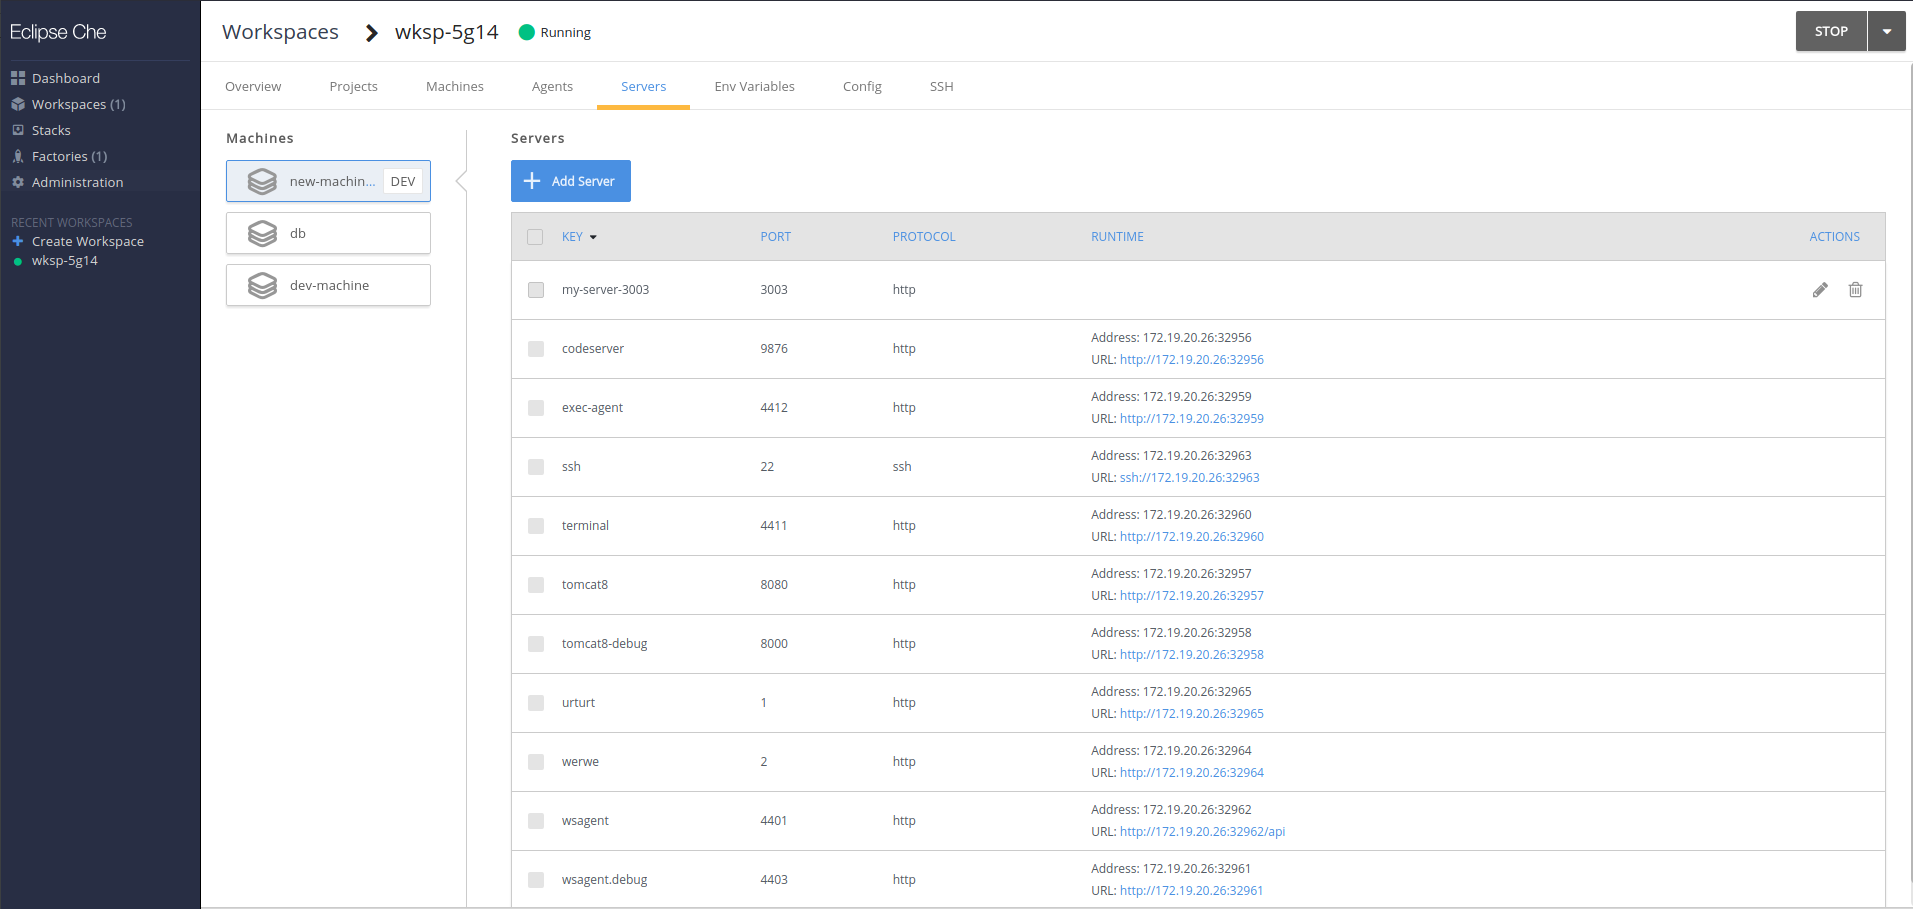 Eclipse Che
Dashboard
Workspaces (1)
Stacks
Factories (1)
Administration
RECENT WORKSPACES
Create Workspace
wksp-5g14
Workspaces wksp-5g14 Running
STOP
Overview Projects Machines Agents Servers Env Variables Config SSH
Machines
new-machin... DEV
db
dev-machine
Servers
Add Server
KEY PORT PROTOCOL RUNTIME ACTIONS
my-server-3003 3003 http
codeserver 9876 http
Address: 172.19.20.26:32956
URL: http://172.19.20.26:32956
exec-agent 4412 http
Address: 172.19.20.26:32959
URL: http://172.19.20.26:32959
ssh 22 ssh
Address: 172.19.20.26:32963
URL: ssh://172.19.20.26:32963
terminal 4411 http
Address: 172.19.20.26:32960
URL: http://172.19.20.26:32960
tomcat8 8080 http
Address: 172.19.20.26:32957
URL: http://172.19.20.26:32957
tomcat8-debug 8000 http
Address: 172.19.20.26:32958
URL: http://172.19.20.26:32958
urturt 1 http
Address: 172.19.20.26:32965
URL: http://172.19.20.26:32965
werwe 2 http
Address: 172.19.20.26:32964
URL: http://172.19.20.26:32964
wsagent 4401 http
Address: 172.19.20.26:32962
URL: http://172.19.20.26:32962/api
wsagent.debug 4403 http
Address: 172.19.20.26:32961
URL: http://172.19.20.26:32961